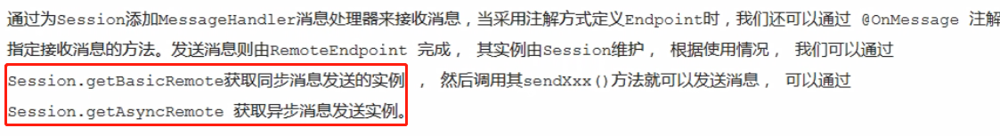 通过为Session添加MessageHandler消息处理器来接收消息，当采用注解方式定义Endpoint时，我们还可以通过 @OnMessage 注解
指定接收消息的方法。发送消息则由RemoteEndpoint 完成， 其实例由Session维护， 根据使用情况， 我们可以通过
Session.getBasicRemote获取同步消息发送的实例 ， 然后调用其sendXxx()方法就可以发送消息， 可以通过
Session.getAsyncRemote 获取异步消息发送实例。